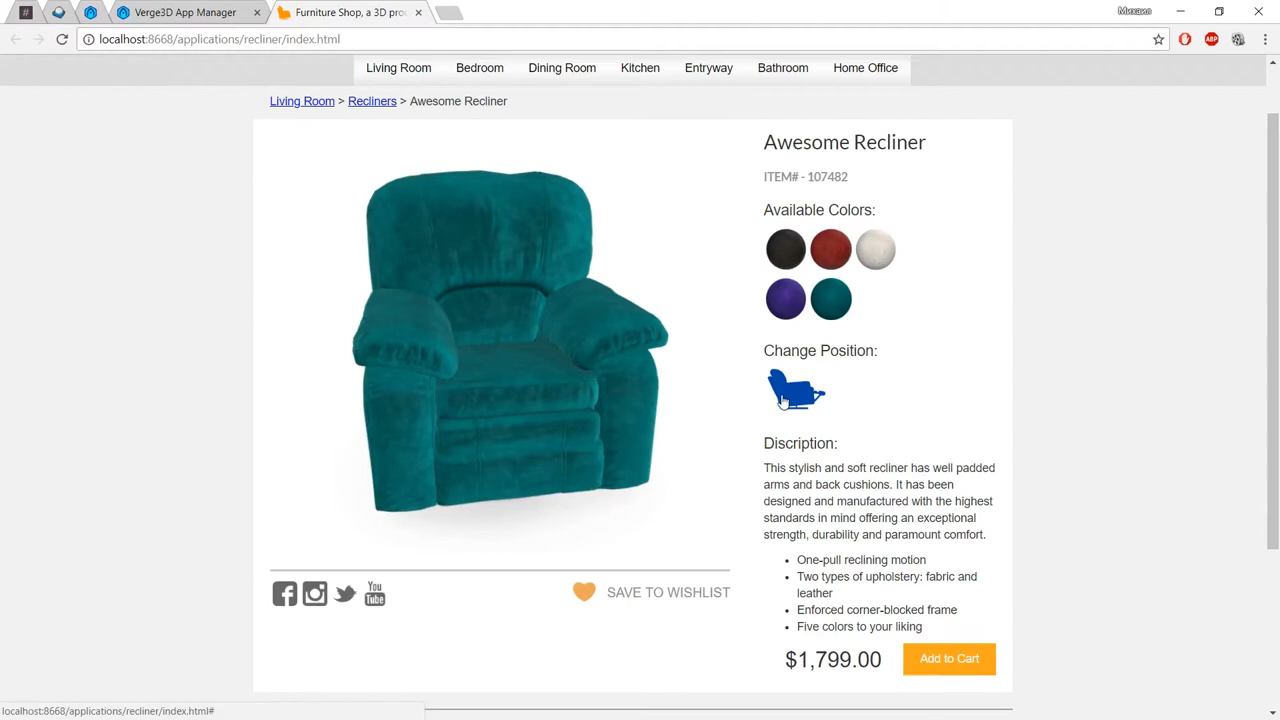 Verge3D App Manager
Furniture Shop, a 3D pro
Михаил
localhost:8668/applications/recliner/index.html
ABP
Living Room Bedroom Dining Room Kitchen Entryway Bathroom Home Office
Living Room > Recliners > Awesome Recliner
Awesome Recliner
ITEM# - 107482
Available Colors:
Change Position:
Discription:
This stylish and soft recliner has well padded
arms and back cushions. It has been
designed and manufactured with the highest
standards in mind offering an exceptional
strength, durability and paramount comfort.
• One-pull reclining motion
• Two types of upholstery: fabric and
leather
• Enforced corner-blocked frame
• Five colors to your liking
You
Tube
SAVE TO WISHLIST
$1,799.00 Add to Cart
localhost:8668/applications/recliner/index.html#